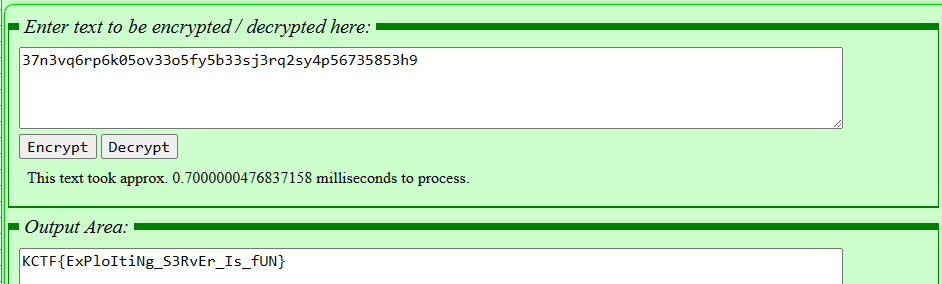 Enter text to be encrypted / decrypted here:
37n3vq6rp6k05ov33o5fy5b33sj3rq2sy4p56735853h9
Encrypt Decrypt
This text took approx. 0.7000000476837158 milliseconds to process.
Output Area:
KCTF{ExPloItiNg_S3RvEr_Is_fUN}